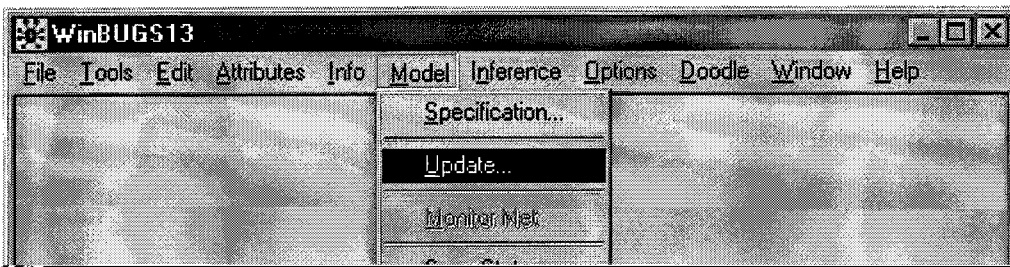 WinBUGS13
File Tools Edit Attributes Info Model Inference Options Doodle Window Help
Specification...
Update...
Monitor Met